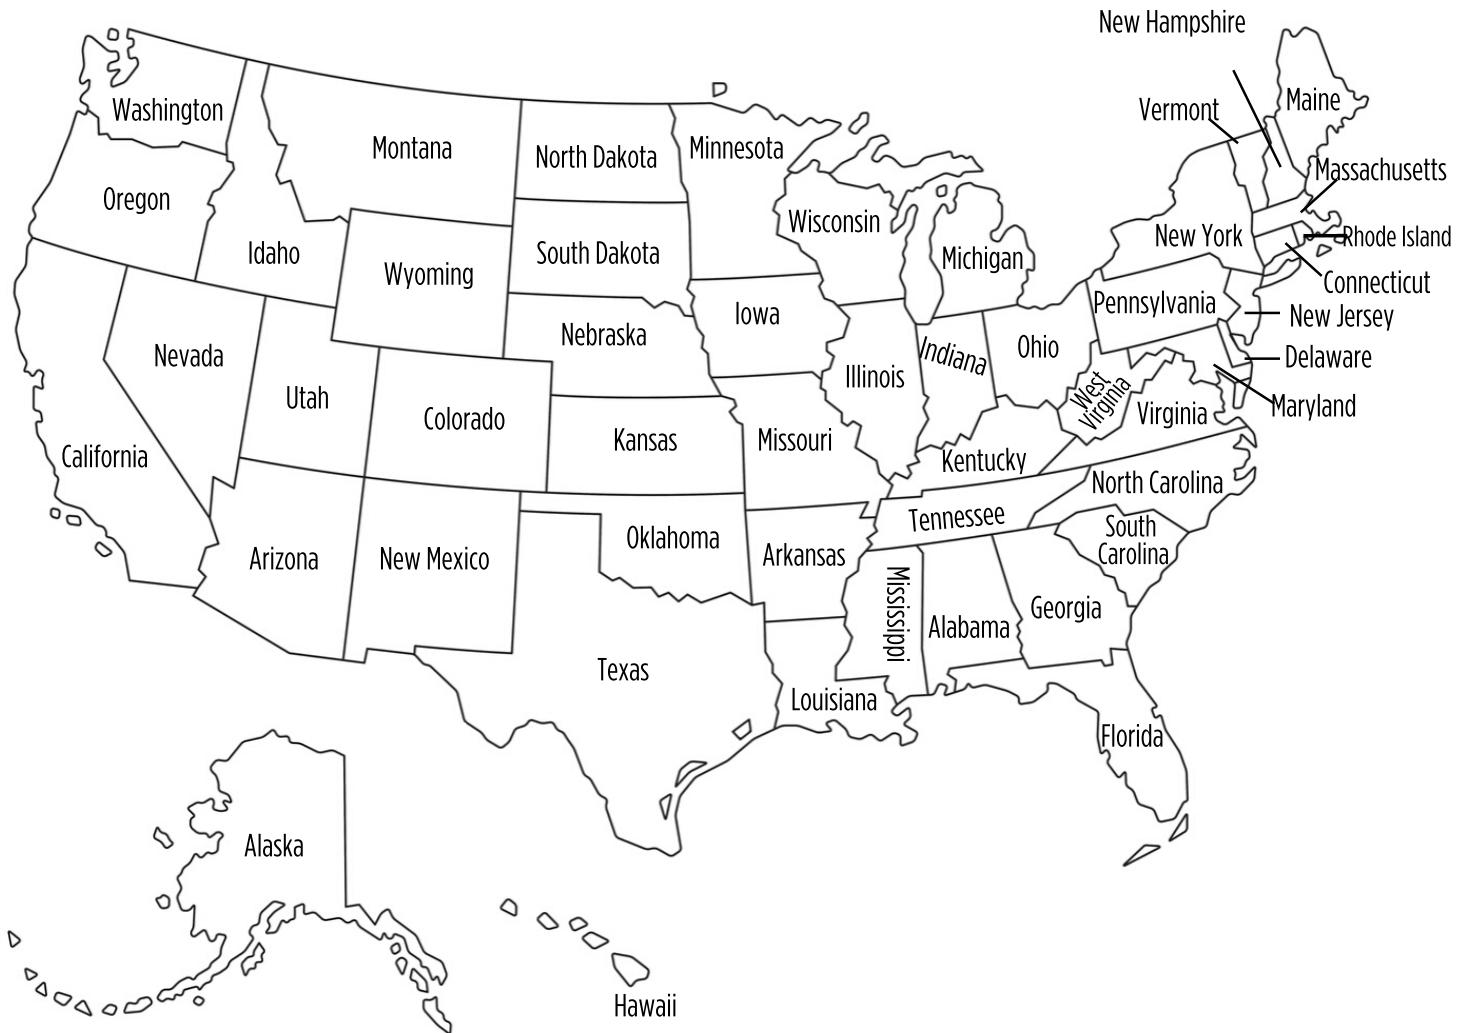 New Hampshire
Vermont
Maine
Washington
Montana
North Dakota
Minnesota
Massachusetts
Oregon
Idaho
South Dakota
Wisconsin
New York
Rhode Island
Wyoming
Michigan
Connecticut
Nebraska
Iowa
Pennsylvania
New Jersey
Nevada
Utah
Colorado
Illinois
Indiana
Ohio
Delaware
West
Virginia
Maryland
Virginia
California
Kansas
Missouri
Kentucky
North Carolina
Arizona
New Mexico
Oklahoma
Arkansas
Tennessee
South
Carolina
Mississippi
Alabama
Georgia
Texas
Louisiana
Florida
Alaska
Hawaii